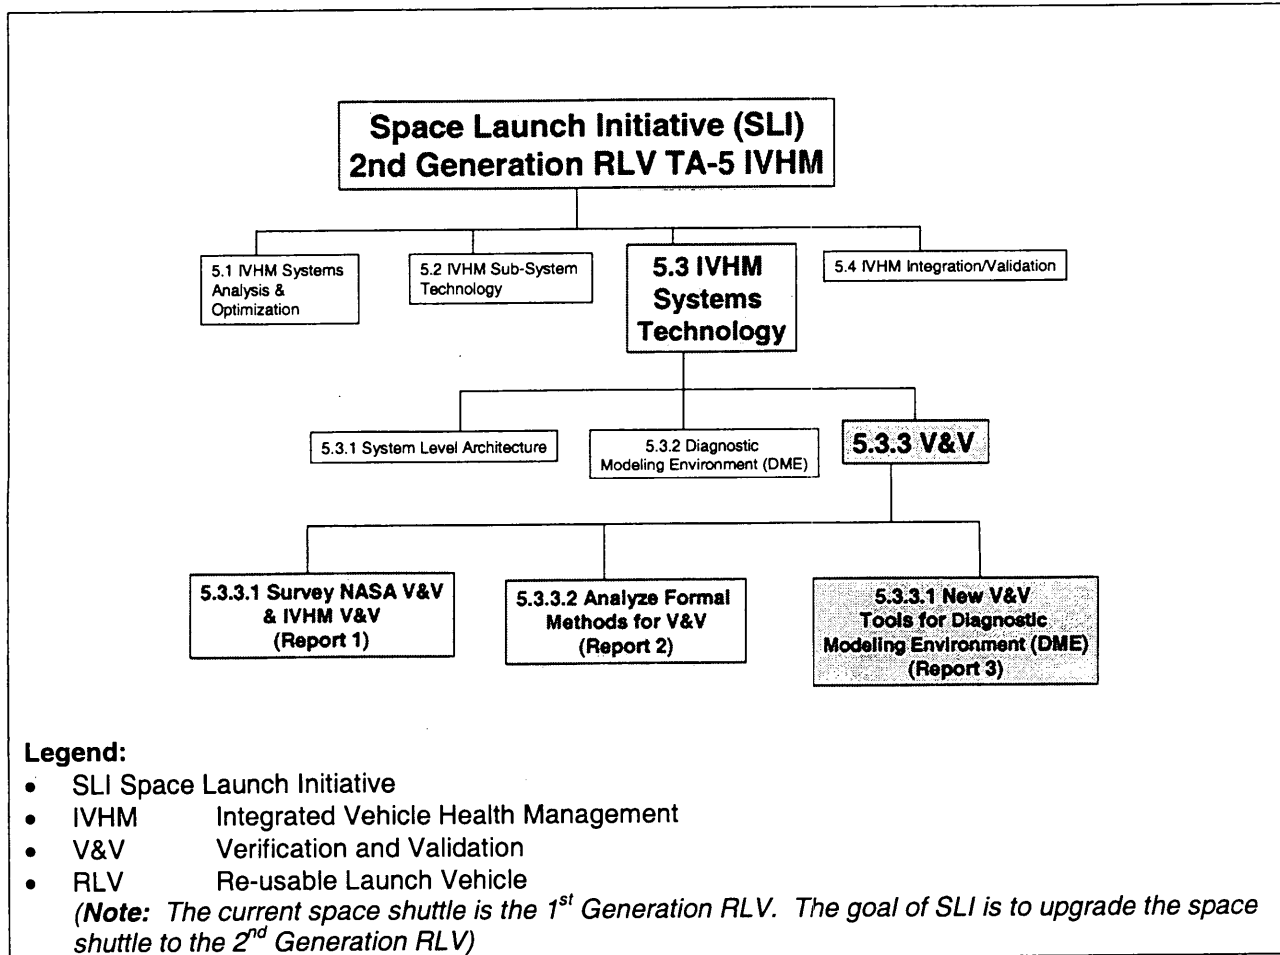 Space Launch Initiative (SLI)
2nd Generation RLV TA-5 IVHM
5.1 IVHM Systems
Analysis &
Optimization
5.2 IVHM Sub-System
Technology
5.3 IVHM
Systems
Technology
5.4 IVHM Integration/Validation
5.3.1 System Level Architecture
5.3.2 Diagnostic
Modeling Environment (DME)
5.3.3 V&V
5.3.3.1 Survey NASA V&V
& IVHM V&V
(Report 1)
5.3.3.2 Analyze Formal
Methods for V&V
(Report 2)
5.3.3.1 New V&V
Tools for Diagnostic
Modeling Environment (DME)
(Report 3)
Legend:
• SLI Space Launch Initiative
• IVHM Integrated Vehicle Health Management
• V&V Verification and Validation
• RLV Re-usable Launch Vehicle
(Note: The current space shuttle is the 1st Generation RLV. The goal of SLI is to upgrade the space
shuttle to the 2nd Generation RLV)